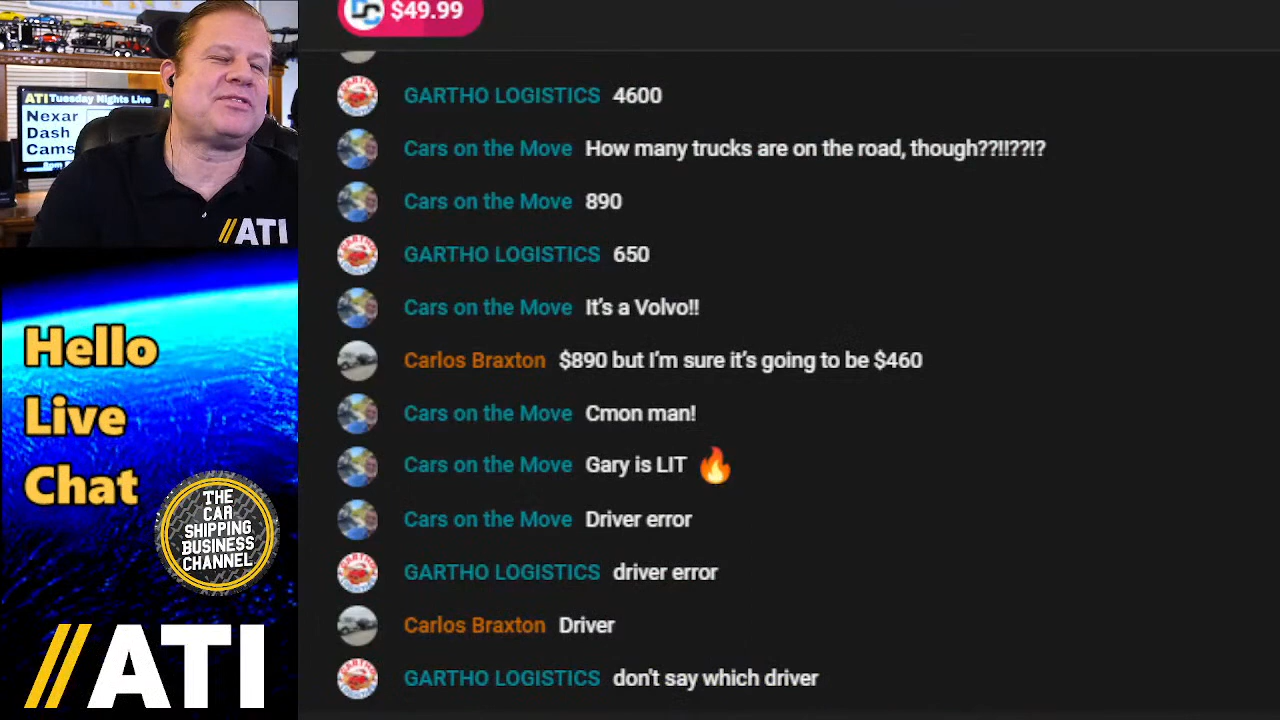 $49.99
GARTHO LOGISTICS 4600
Cars on the Move How many trucks are on the road, though??!!??!?
Cars on the Move 890
GARTHO LOGISTICS 650
Cars on the Move It's a Volvo!!
Carlos Braxton $890 but I'm sure it's going to be $460
Cars on the Move Cmon man!
Cars on the Move Gary is LIT 🔥
Cars on the Move Driver error
GARTHO LOGISTICS driver error
Carlos Braxton Driver
GARTHO LOGISTICS don't say which driver
ATI Tuesday Nights Live
Nexar
Dash
Cams
//ATI
Hello
Live
Chat
THE
CAR
SHIPPING
BUSINESS
CHANNEL
//ATI